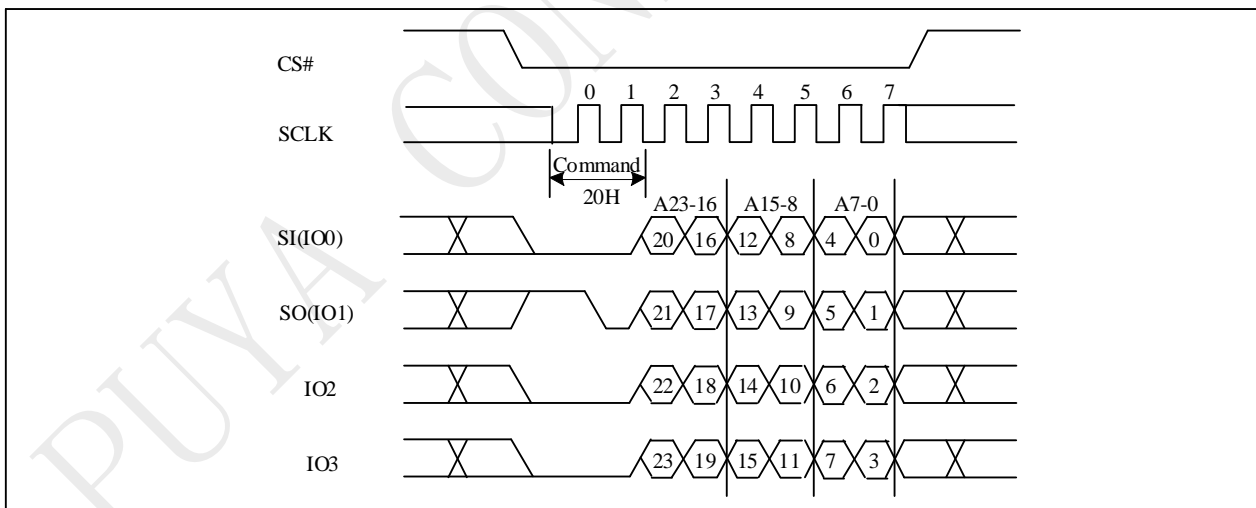 CS#
0 1 2 3 4 5 6 7
SCLK
Command
20H
A23-16 A15-8 A7-0
SI(IO0) 20 16 12 8 4 0
SO(IO1) 21 17 13 9 5 1
IO2 22 18 14 10 6 2
IO3 23 19 15 11 7 3
PUYA